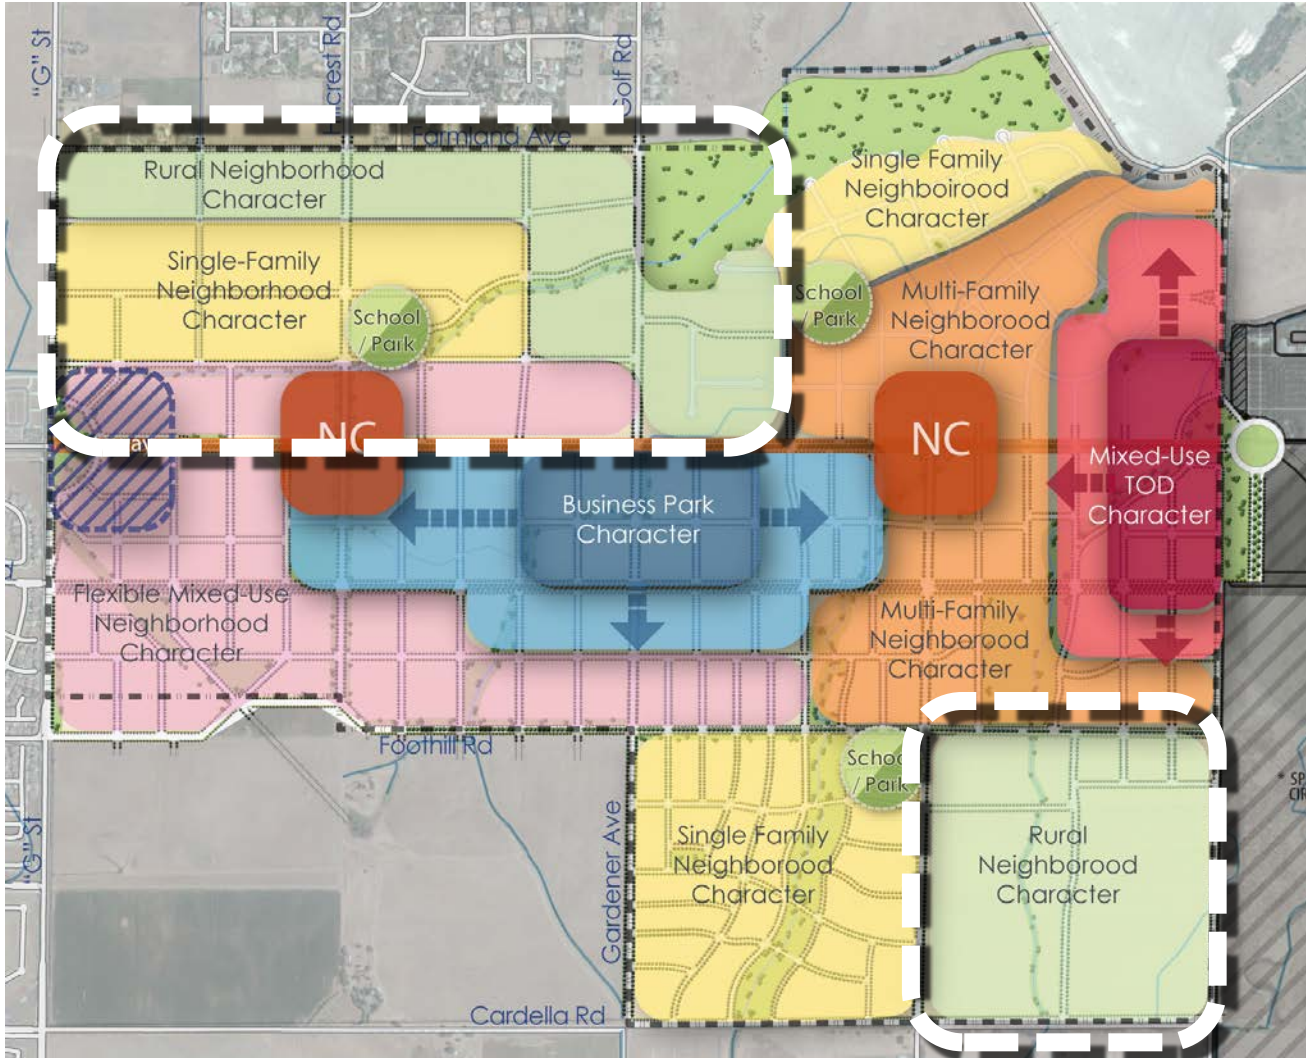 "G" St
Golf Rd
Farmland Ave
Rural Neighborhood
Character
Single Family
Neighboirood
Character
Single-Family
Neighborhood
Character
School
/ Park
School
/ Park
Multi-Family
Neighborood
Character
NC
NC
Mixed-Use
TOD
Character
Business Park
Character
Flexible Mixed-Use
Neighborhood
Character
Multi-Family
Neighborood
Character
Foothill Rd
School
/ Park
"G" St
Gardener Ave
Single Family
Neighborood
Character
Rural
Neighborood
Character
Cardella Rd